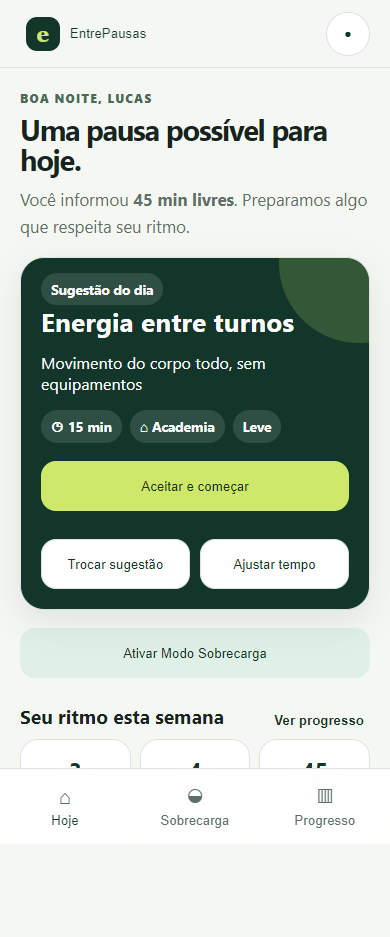 e EntrePausas
BOA NOITE, LUCAS
Uma pausa possível para
hoje.
Você informou 45 min livres. Preparamos algo
que respeita seu ritmo.
Sugestão do dia
Energia entre turnos
Movimento do corpo todo, sem
equipamentos
◷ 15 min ⌂ Academia Leve
Aceitar e começar
Trocar sugestão Ajustar tempo
Ativar Modo Sobrecarga
Seu ritmo esta semana Ver progresso
Hoje Sobrecarga Progresso